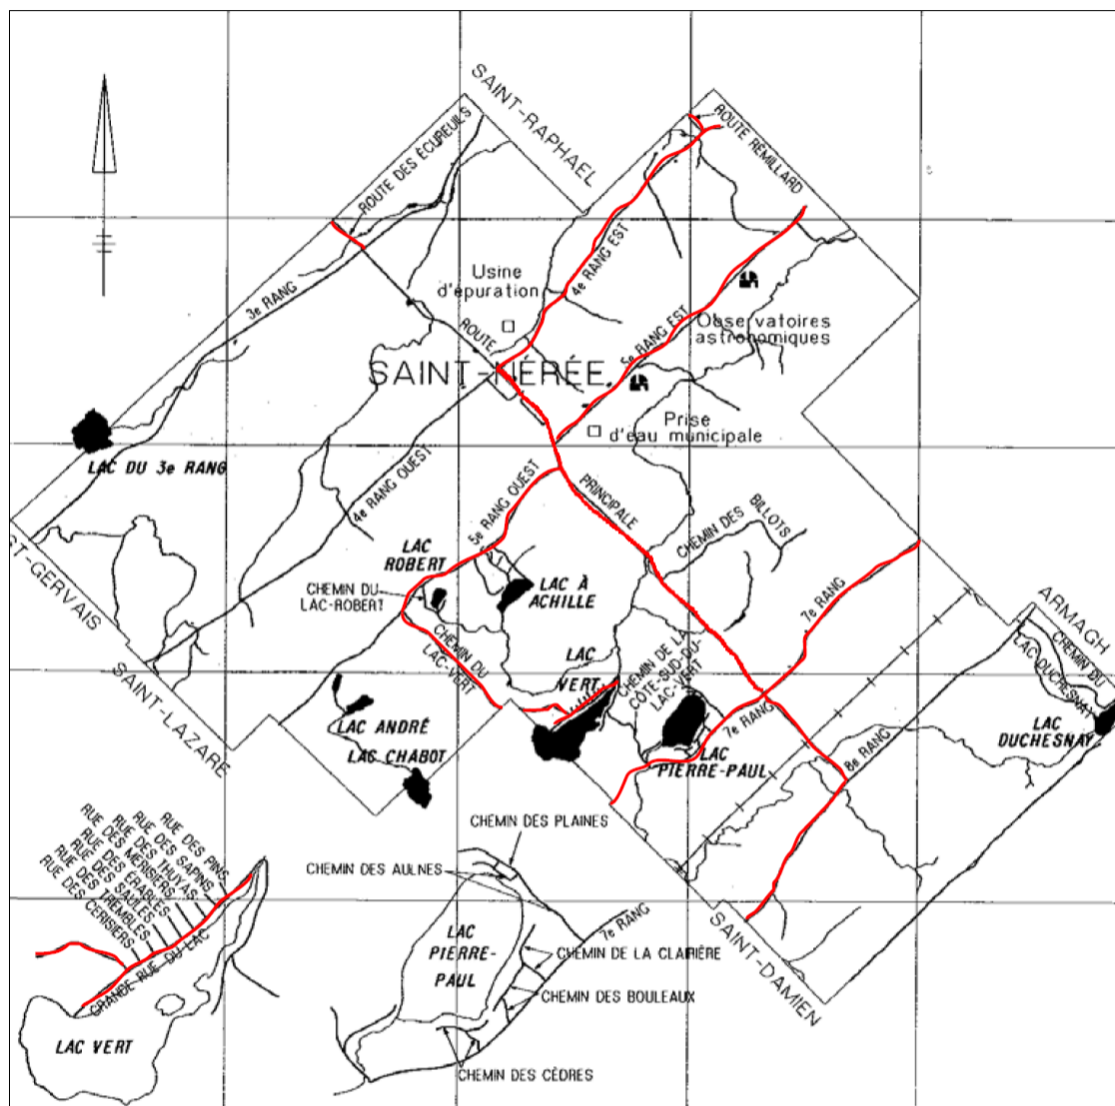 SAINT-RAPHAEL
ROUTE RÉMILLARD
ROUTE DES ÉCUREUILS
3e RANG
Usine
d'épuration
4e RANG EST
ROUTE
5e RANG EST
Observatoires
astronomiques
SAINT-NÉRÉE
Prise
d'eau municipale
LAC DU 3e RANG
4e RANG OUEST
5e RANG OUEST
PRINCIPALE
CHEMIN DES BILLOTS
ST-GERVAIS
LAC
ROBERT
CHEMIN DU
LAC-ROBERT
LAC À
ACHILLE
7e RANG
ARMAGH
CHEMIN DU
LAC DUCHESNAY
SAINT-LAZARE
CHEMIN DU
LAC-VERT
LAC
VERT
CHEMIN DE LA
CÔTE-SUD-DU-
LAC-VERT
7e RANG
LAC
DUCHESNAY
LAC ANDRÉ
LAC CHABOT
LAC
PIERRE-PAUL
8e RANG
CHEMIN DES PLAINES
CHEMIN DES AULNES
RUE DES PINS
RUE DES SAPINS
RUE DES THUYAS
RUE DES MERISIERS
RUE DES ÉRABLES
RUE DES SAULES
RUE DES TREMBLES
RUE DES CERISIERS
GRANDE RUE DU LAC
LAC VERT
LAC
PIERRE-
PAUL
7e RANG
CHEMIN DE LA CLAIRIÈRE
CHEMIN DES BOULEAUX
CHEMIN DES CÈDRES
SAINT-DAMIEN